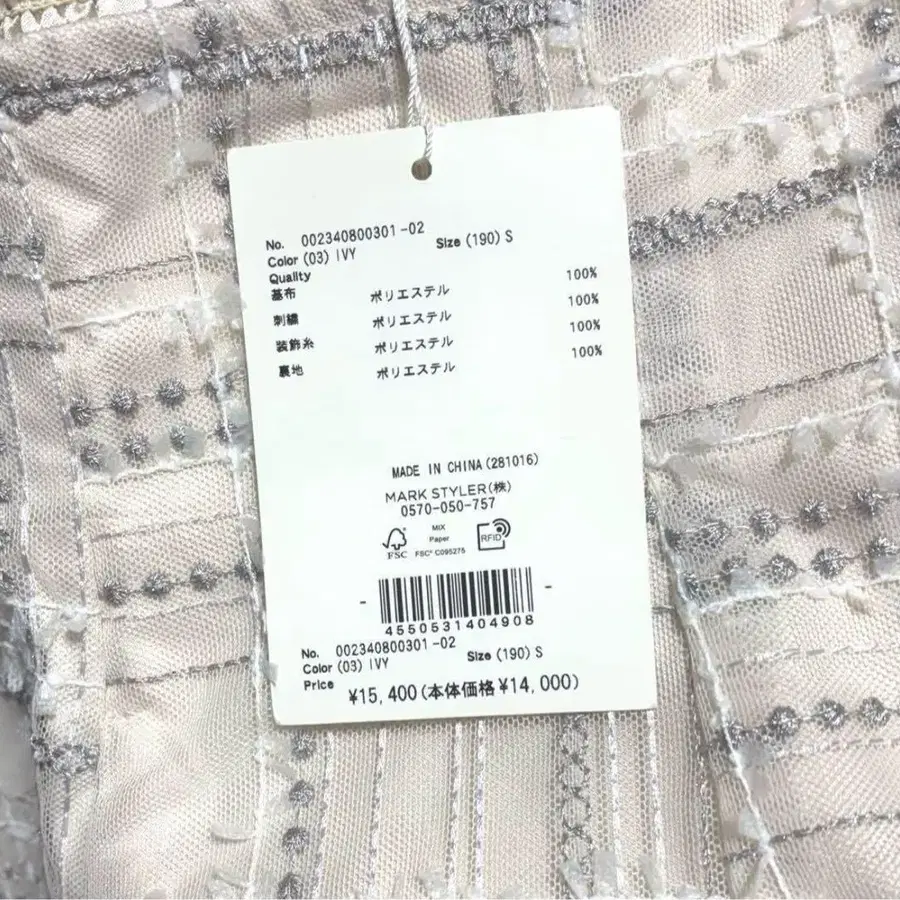 No. 002340800301-02
Color (03) IVY Size (190) S
Quality
基布 ポリエステル 100%
刺繍 ポリエステル 100%
装飾糸 ポリエステル 100%
裏地 ポリエステル 100%
MADE IN CHINA(281016)
MARK STYLER(株)
0570-050-757
FSC
MIX
Paper
FSC® C095275
RFID
4550531404908
No. 002340800301-02
Color (03) IVY Size (190) S
Price ¥15,400(本体価格¥14,000)